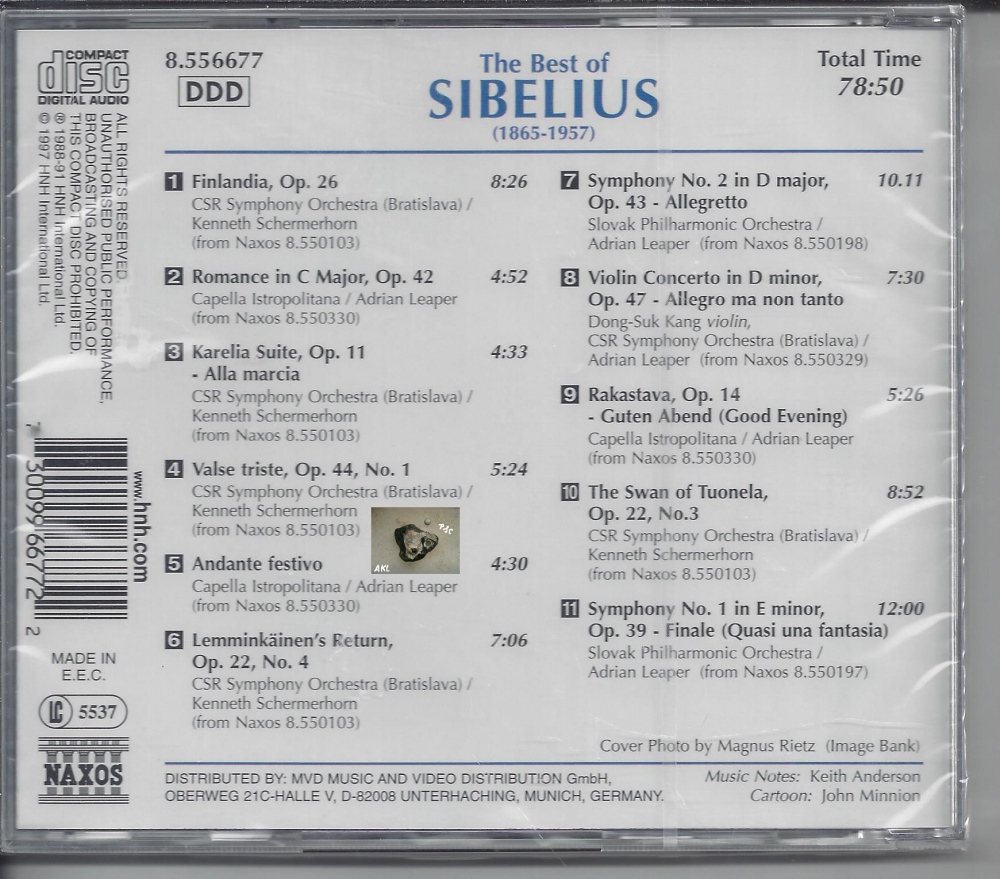 COMPACT
disc
DIGITAL AUDIO
ALL RIGHTS RESERVED.
UNAUTHORISED PUBLIC PERFORMANCE,
BROADCASTING AND COPYING OF
THIS COMPACT DISC PROHIBITED.
℗ 1988-91 HNH International Ltd.
© 1997 HNH International Ltd.
7 30099 66772 2
www.hnh.com
MADE IN
E.E.C.
LC 5537
NAXOS
8.556677
DDD
The Best of
SIBELIUS
(1865-1957)
Total Time
78:50
1 Finlandia, Op. 26 8:26
CSR Symphony Orchestra (Bratislava) /
Kenneth Schermerhorn
(from Naxos 8.550103)
2 Romance in C Major, Op. 42 4:52
Capella Istropolitana / Adrian Leaper
(from Naxos 8.550330)
3 Karelia Suite, Op. 11 4:33
- Alla marcia
CSR Symphony Orchestra (Bratislava) /
Kenneth Schermerhorn
(from Naxos 8.550103)
4 Valse triste, Op. 44, No. 1 5:24
CSR Symphony Orchestra (Bratislava) /
Kenneth Schermerhorn
(from Naxos 8.550103)
5 Andante festivo 4:30
Capella Istropolitana / Adrian Leaper
(from Naxos 8.550330)
6 Lemminkäinen's Return, 7:06
Op. 22, No. 4
CSR Symphony Orchestra (Bratislava) /
Kenneth Schermerhorn
(from Naxos 8.550103)
7 Symphony No. 2 in D major, 10.11
Op. 43 - Allegretto
Slovak Philharmonic Orchestra /
Adrian Leaper (from Naxos 8.550198)
8 Violin Concerto in D minor, 7:30
Op. 47 - Allegro ma non tanto
Dong-Suk Kang violin,
CSR Symphony Orchestra (Bratislava) /
Adrian Leaper (from Naxos 8.550329)
9 Rakastava, Op. 14 5:26
- Guten Abend (Good Evening)
Capella Istropolitana / Adrian Leaper
(from Naxos 8.550330)
10 The Swan of Tuonela, 8:52
Op. 22, No.3
CSR Symphony Orchestra (Bratislava) /
Kenneth Schermerhorn
(from Naxos 8.550103)
11 Symphony No. 1 in E minor, 12:00
Op. 39 - Finale (Quasi una fantasia)
Slovak Philharmonic Orchestra /
Adrian Leaper (from Naxos 8.550197)
AKL
Cover Photo by Magnus Rietz (Image Bank)
DISTRIBUTED BY: MVD MUSIC AND VIDEO DISTRIBUTION GmbH,
OBERWEG 21C-HALLE V, D-82008 UNTERHACHING, MUNICH, GERMANY.
Music Notes: Keith Anderson
Cartoon: John Minnion